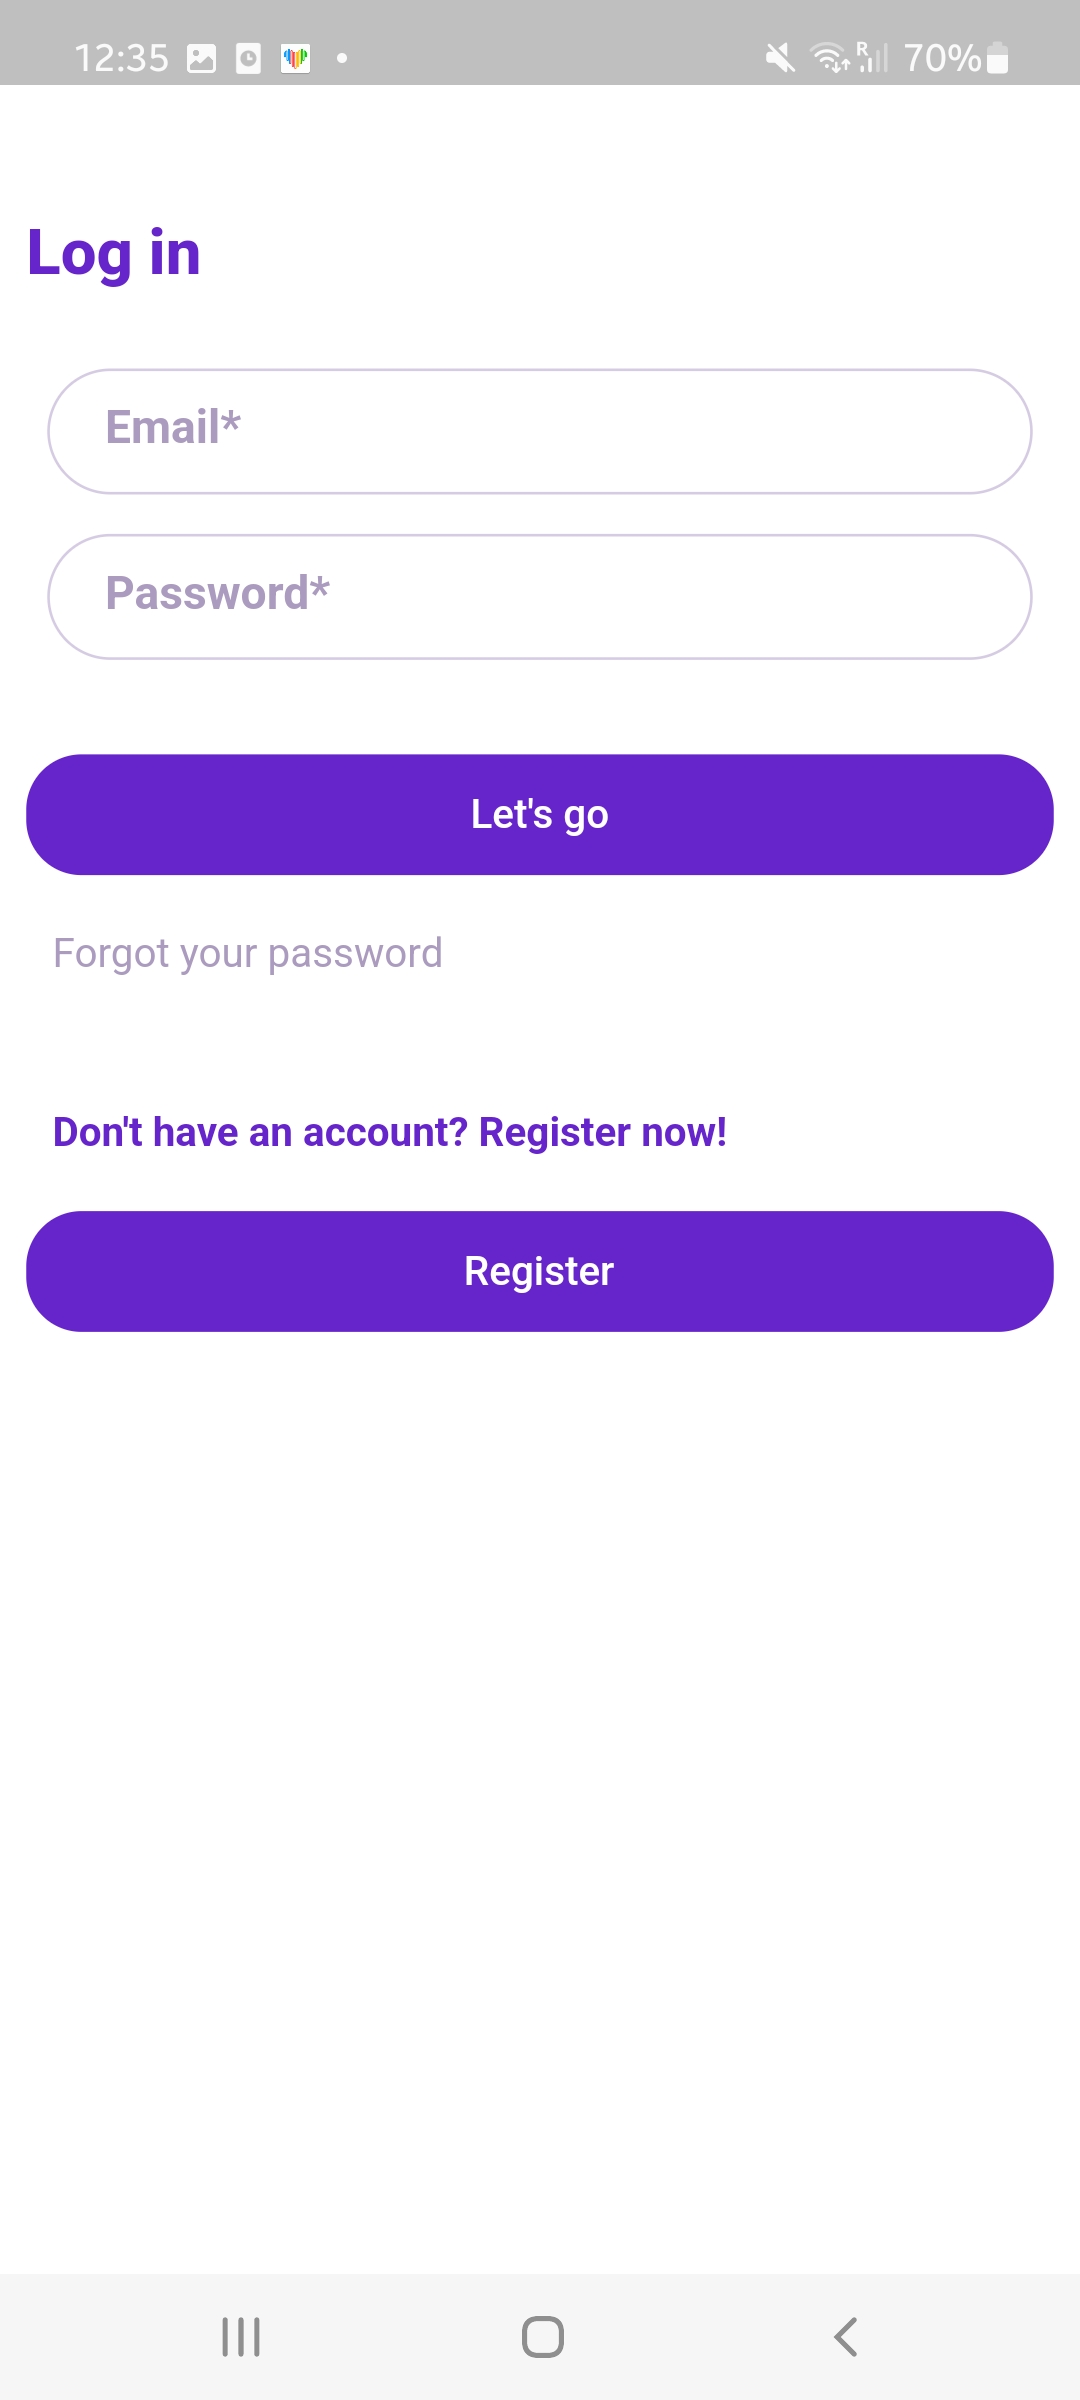 12:35 R 70%
Log in
Email*
Password*
Let's go
Forgot your password
Don't have an account? Register now!
Register